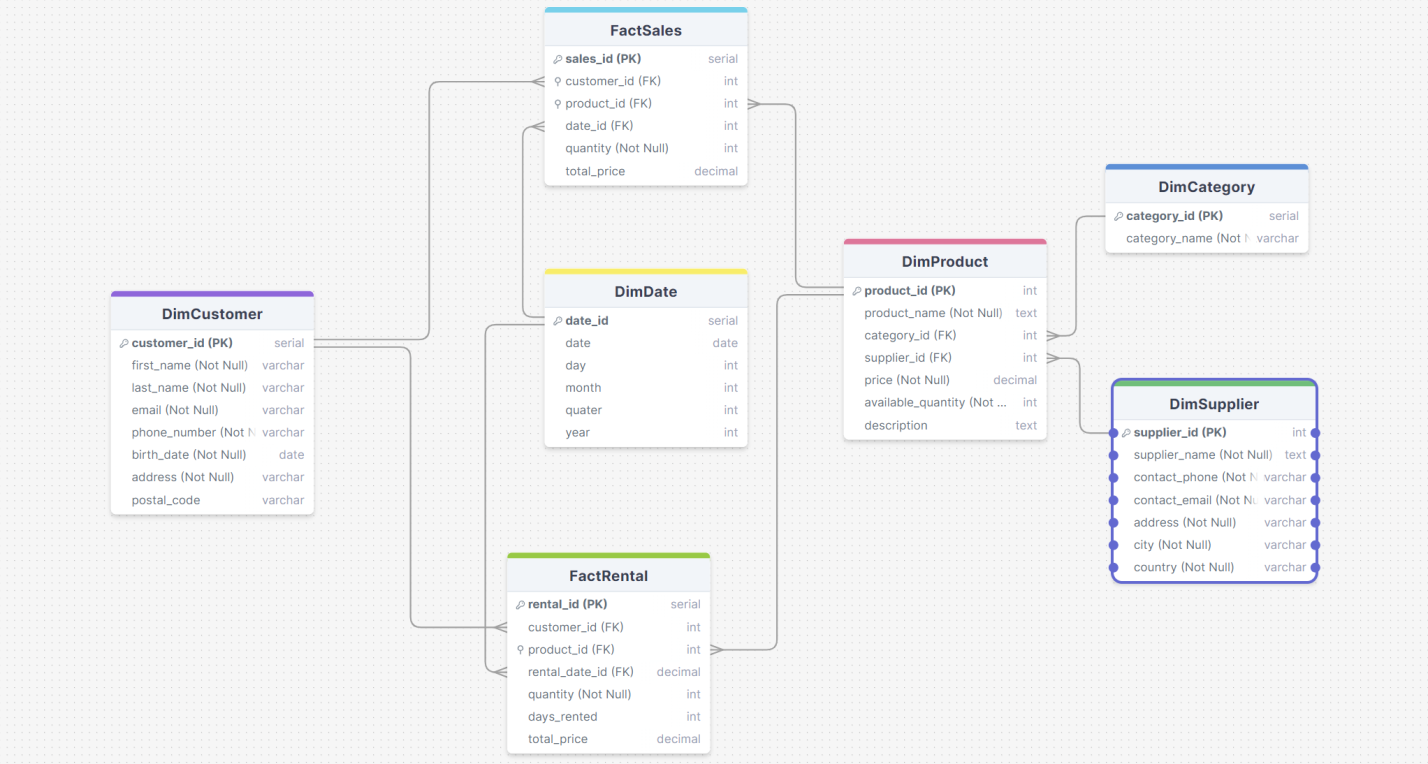 FactSales
sales_id (PK) serial
customer_id (FK) int
product_id (FK) int
date_id (FK) int
quantity (Not Null) int
total_price decimal
DimCategory
category_id (PK) serial
category_name (Not N varchar
DimProduct
product_id (PK) int
product_name (Not Null) text
category_id (FK) int
supplier_id (FK) int
price (Not Null) decimal
available_quantity (Not ... int
description text
DimDate
date_id serial
date date
day int
month int
quater int
year int
DimCustomer
customer_id (PK) serial
first_name (Not Null) varchar
last_name (Not Null) varchar
email (Not Null) varchar
phone_number (Not N varchar
birth_date (Not Null) date
address (Not Null) varchar
postal_code varchar
DimSupplier
supplier_id (PK) int
supplier_name (Not Null) text
contact_phone (Not N varchar
contact_email (Not Nu varchar
address (Not Null) varchar
city (Not Null) varchar
country (Not Null) varchar
FactRental
rental_id (PK) serial
customer_id (FK) int
product_id (FK) int
rental_date_id (FK) decimal
quantity (Not Null) int
days_rented int
total_price decimal